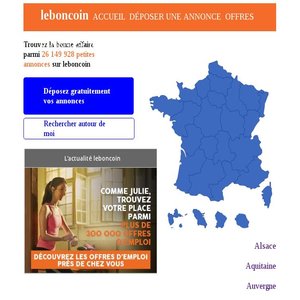 leboncoin ACCUEIL DÉPOSER UNE ANNONCE OFFRES
Trouvez la bonne affaire
parmi 26 149 928 petites
annonces sur leboncoin
Déposez gratuitement
vos annonces
Rechercher autour de
moi
L'actualité leboncoin
COMME JULIE,
TROUVEZ
VOTRE PLACE
PARMI
PLUS DE
300 000 OFFRES
D'EMPLOI
DÉCOUVREZ LES OFFRES D'EMPLOI
PRÈS DE CHEZ VOUS
Alsace
Aquitaine
Auvergne